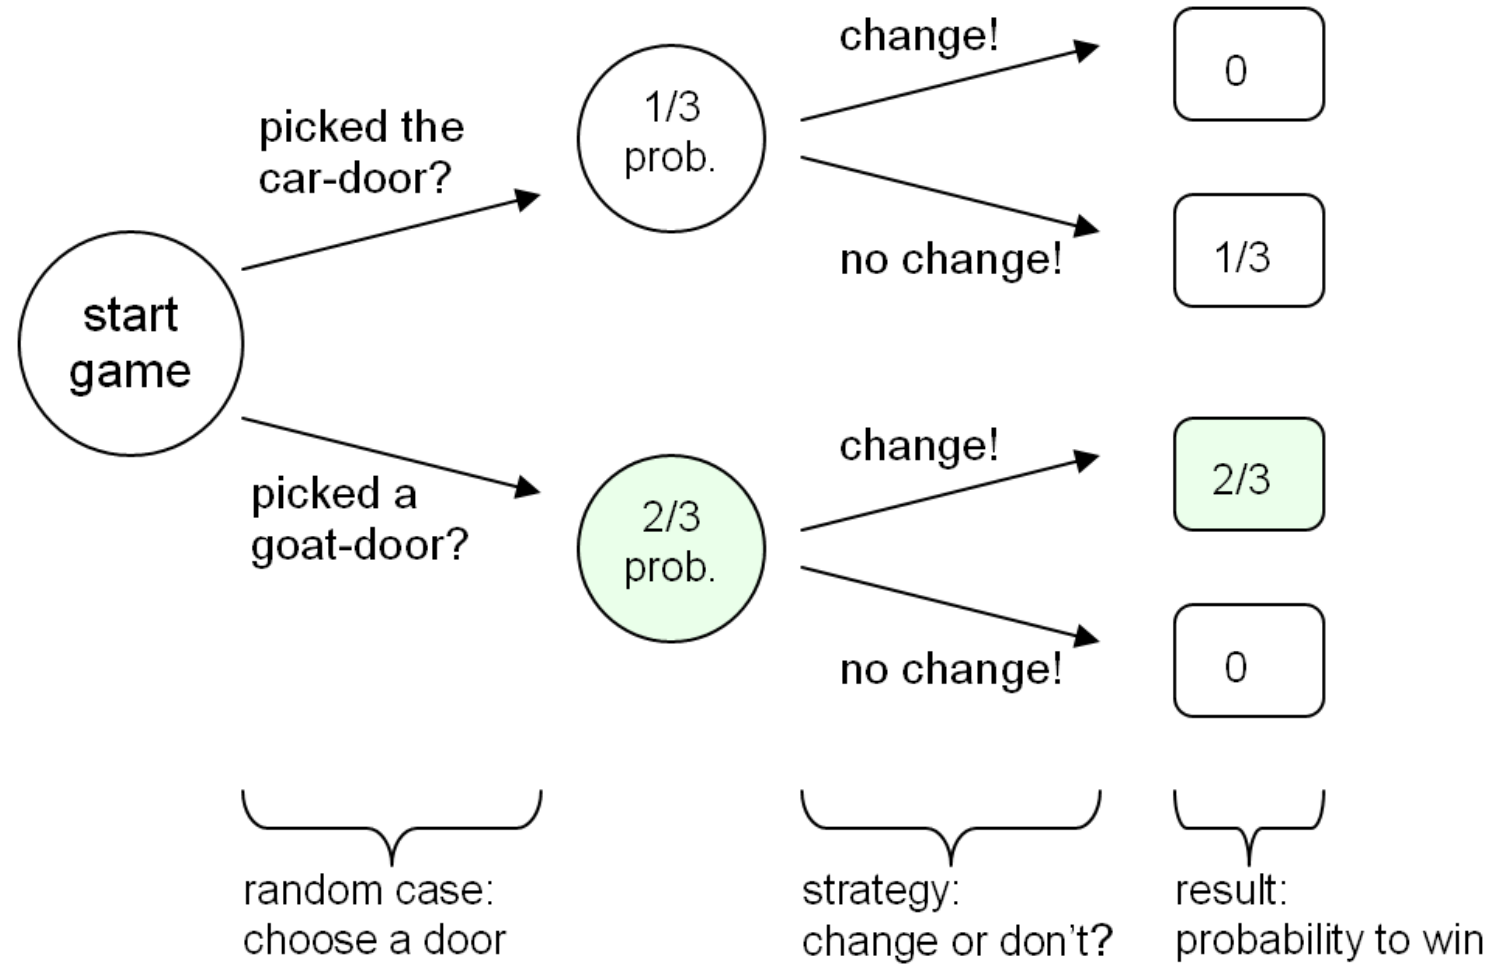 start
game
picked the
car-door?
picked a
goat-door?
1/3
prob.
2/3
prob.
change!
no change!
change!
no change!
0
1/3
2/3
0
random case:
choose a door
strategy:
change or don't?
result:
probability to win